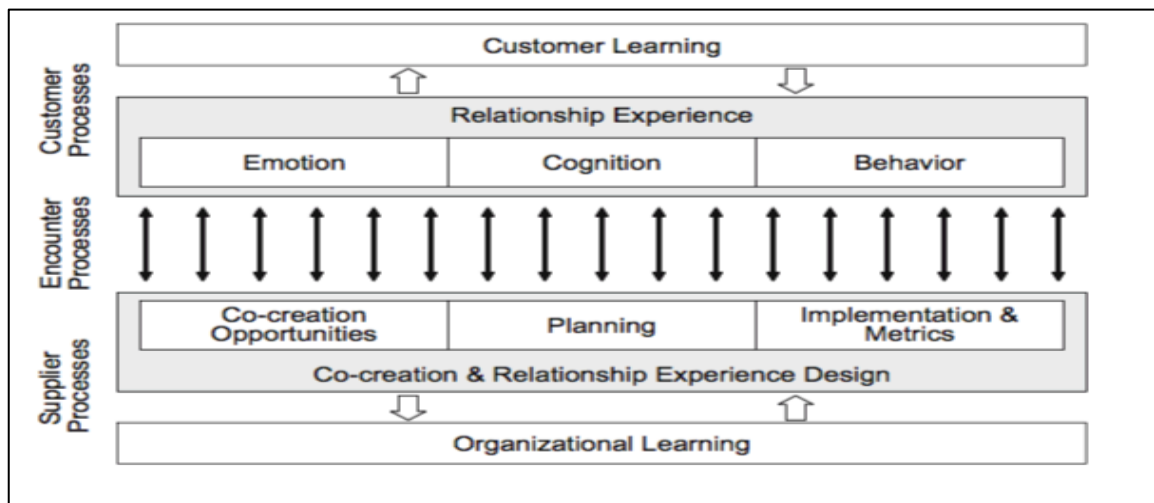 Customer Learning
Customer
Processes
Relationship Experience
Emotion
Cognition
Behavior
Encounter
Processes
Supplier
Processes
Co-creation
Opportunities
Planning
Implementation &
Metrics
Co-creation & Relationship Experience Design
Organizational Learning